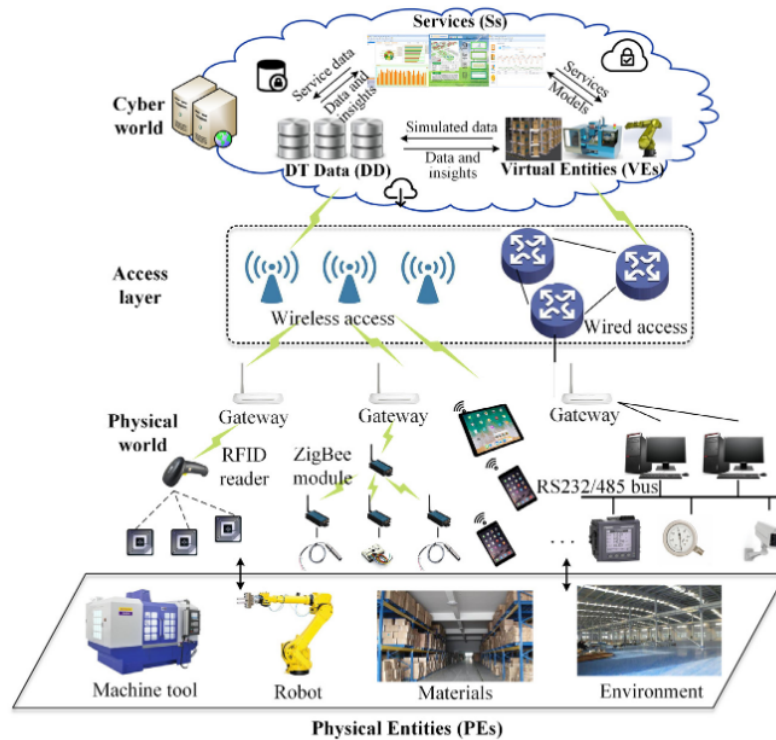 Services (Ss)
Service data
Data and
insights
Services
Models
Cyber
world
Simulated data
Data and
insights
DT Data (DD)
Virtual Entities (VEs)
Access
layer
Wireless access
Wired access
Gateway
Gateway
Gateway
Physical
world
RFID
reader
ZigBee
module
RS232/485 bus
...
Machine tool
Robot
Materials
Environment
Physical Entities (PEs)